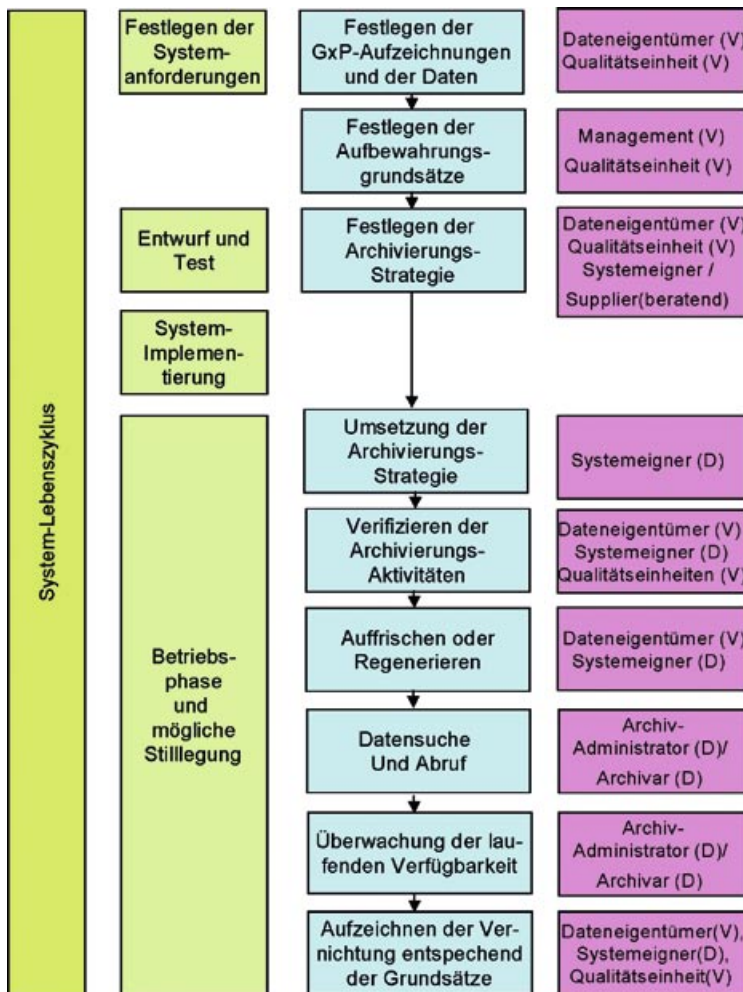 System-Lebenszyklus
Festlegen der
System-
anforderungen
Festlegen der
GxP-Aufzeichnungen
und der Daten
Dateneigentümer (V)
Qualitätseinheit (V)
Festlegen der
Aufbewahrungs-
grundsätze
Management (V)
Qualitätseinheit (V)
Entwurf und
Test
Festlegen der
Archivierungs-
Strategie
Dateneigentümer (V)
Qualitätseinheit (V)
Systemeigner /
Supplier(beratend)
System-
Implemen-
tierung
Betriebs-
phase
und
mögliche
Stilllegung
Umsetzung der
Archivierungs-
Strategie
Systemeigner (D)
Verifizieren der
Archivierungs-
Aktivitäten
Dateneigentümer (V)
Systemeigner (D)
Qualitätseinheiten (V)
Auffrischen oder
Regenerieren
Dateneigentümer (V)
Systemeigner (D)
Datensuche
Und Abruf
Archiv-
Administrator (D)/
Archivar (D)
Überwachung der lau-
fenden Verfügbarkeit
Archiv-
Administrator (D)/
Archivar (D)
Aufzeichnen der Ver-
nichtung entspechend
der Grundsätze
Dateneigentümer(V),
Systemeigner(D),
Qualitätseinheit(V)